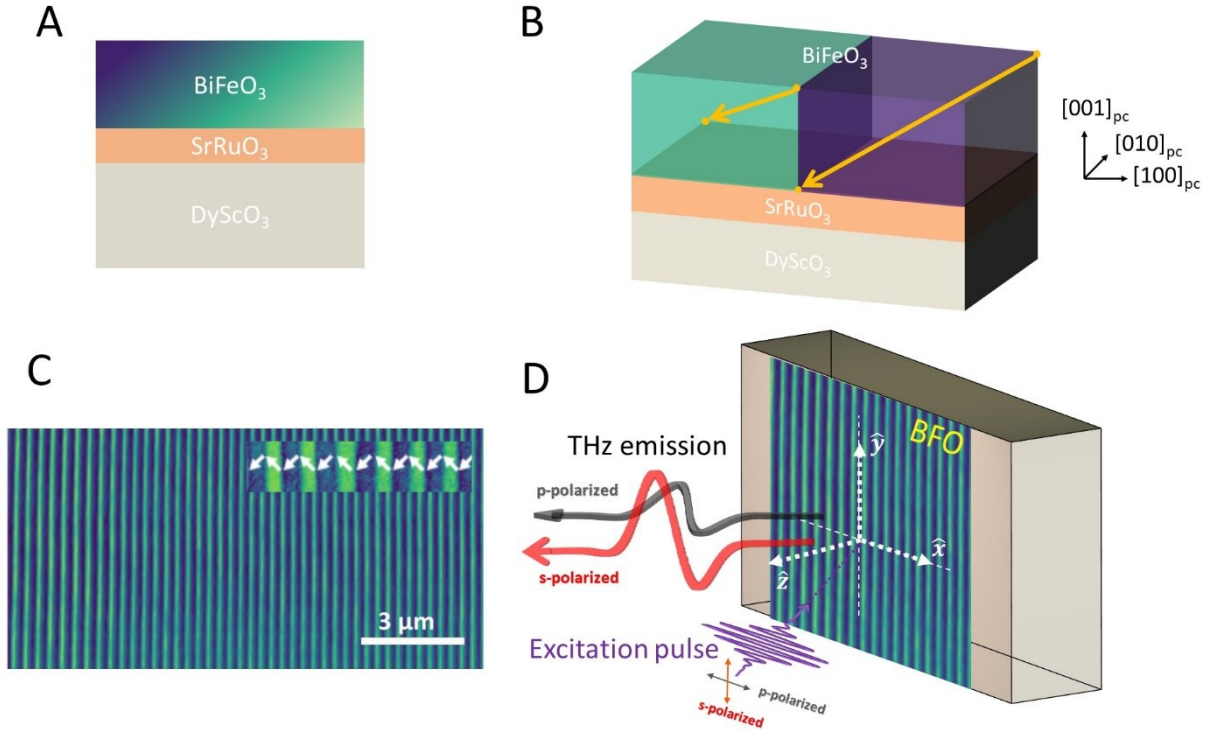 A
BiFeO₃
SrRuO₃
DyScO₃
B
BiFeO₃
SrRuO₃
DyScO₃
[001]pc
[010]pc
[100]pc
C
3 μm
D
THz emission
p-polarized
s-polarized
Excitation pulse
p-polarized
s-polarized
BFO
ŷ
x̂
ẑ